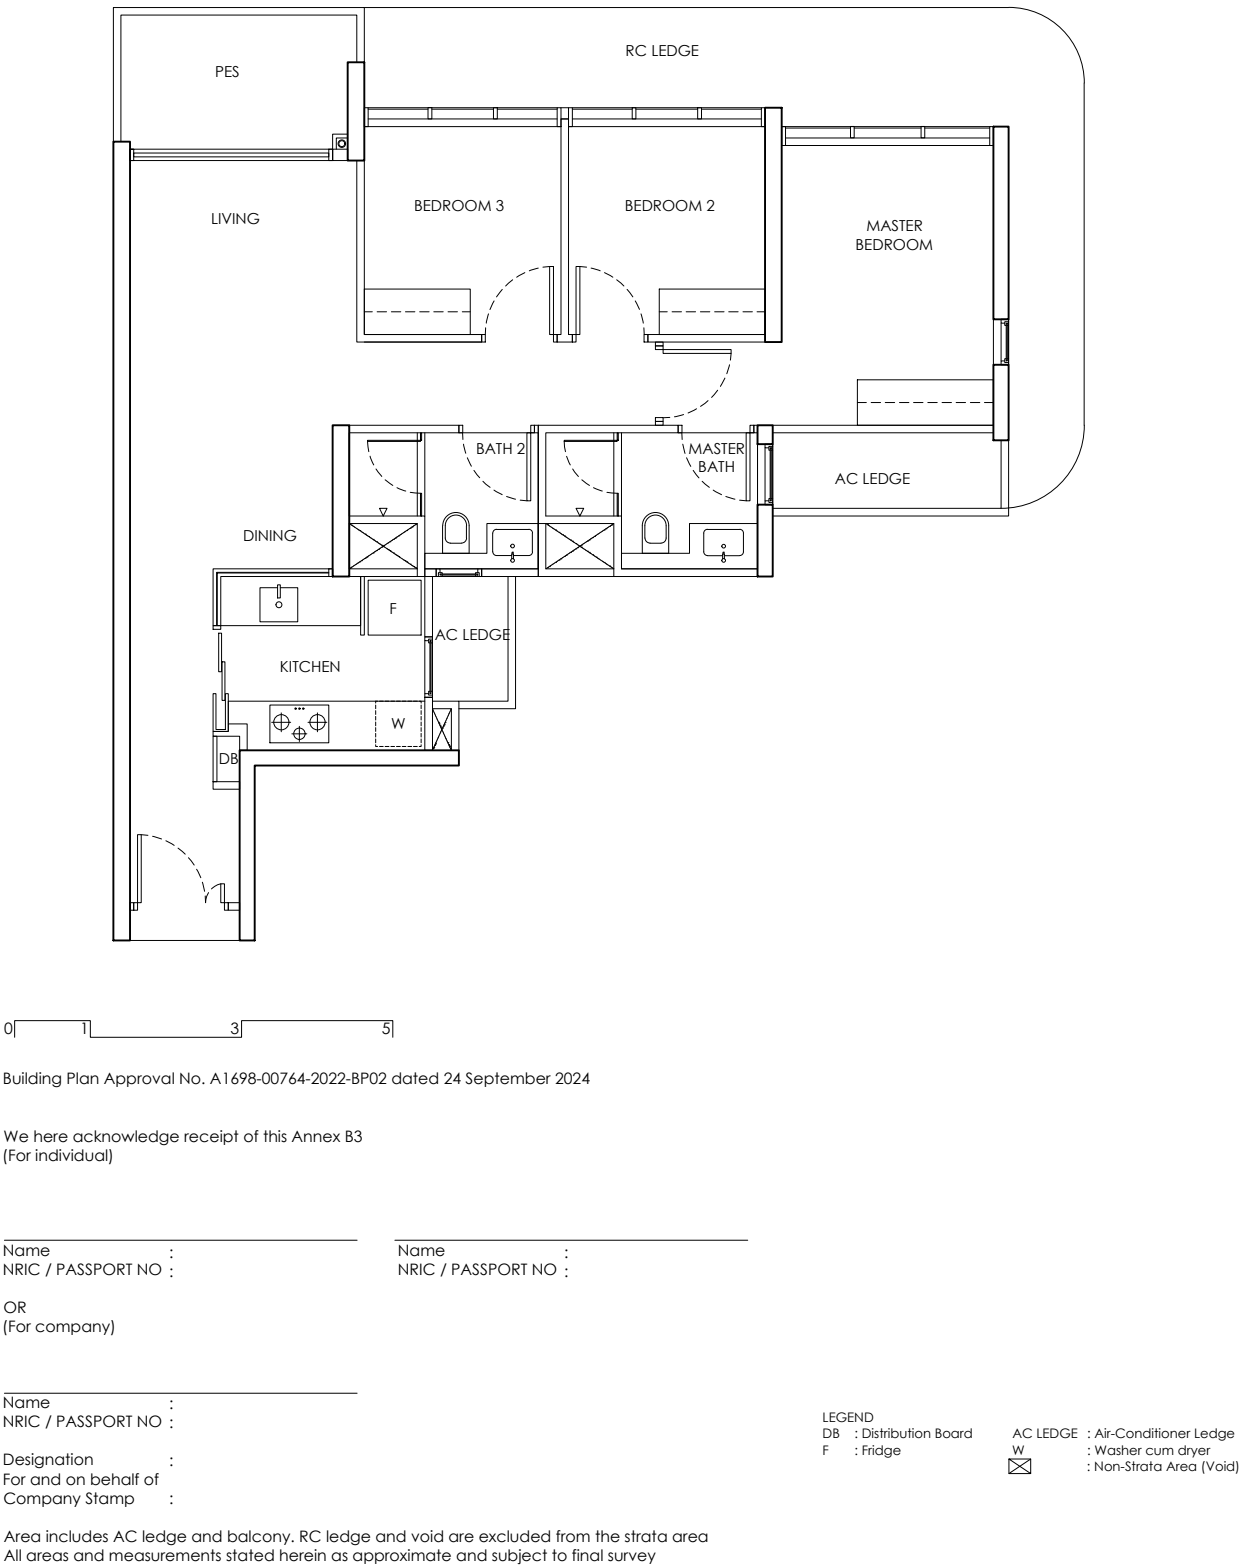 RC LEDGE
PES
BEDROOM 3
BEDROOM 2
LIVING
MASTER
BEDROOM
BATH 2
MASTER
BATH
AC LEDGE
DINING
F
AC LEDGE
KITCHEN
W
DB
0 1 3 5
Building Plan Approval No. A1698-00764-2022-BP02 dated 24 September 2024
We here acknowledge receipt of this Annex B3
(For individual)
Name :
NRIC / PASSPORT NO :
Name :
NRIC / PASSPORT NO :
OR
(For company)
Name :
NRIC / PASSPORT NO :
Designation :
For and on behalf of
Company Stamp :
LEGEND
DB : Distribution Board
F : Fridge
AC LEDGE : Air-Conditioner Ledge
W : Washer cum dryer
: Non-Strata Area (Void)
Area includes AC ledge and balcony. RC ledge and void are excluded from the strata area
All areas and measurements stated herein as approximate and subject to final survey